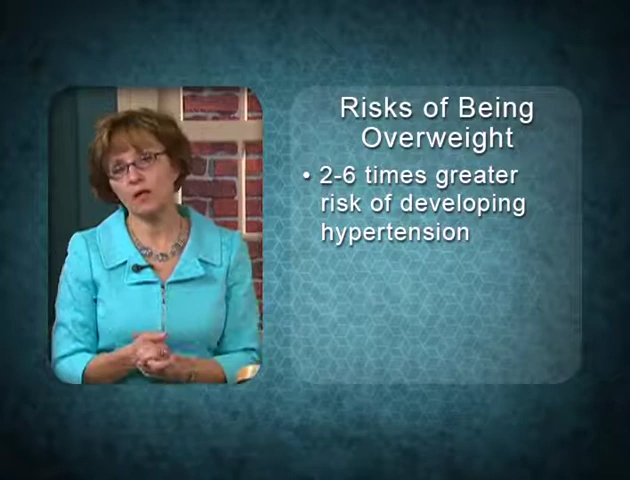 Risks of Being
Overweight
• 2-6 times greater
risk of developing
hypertension